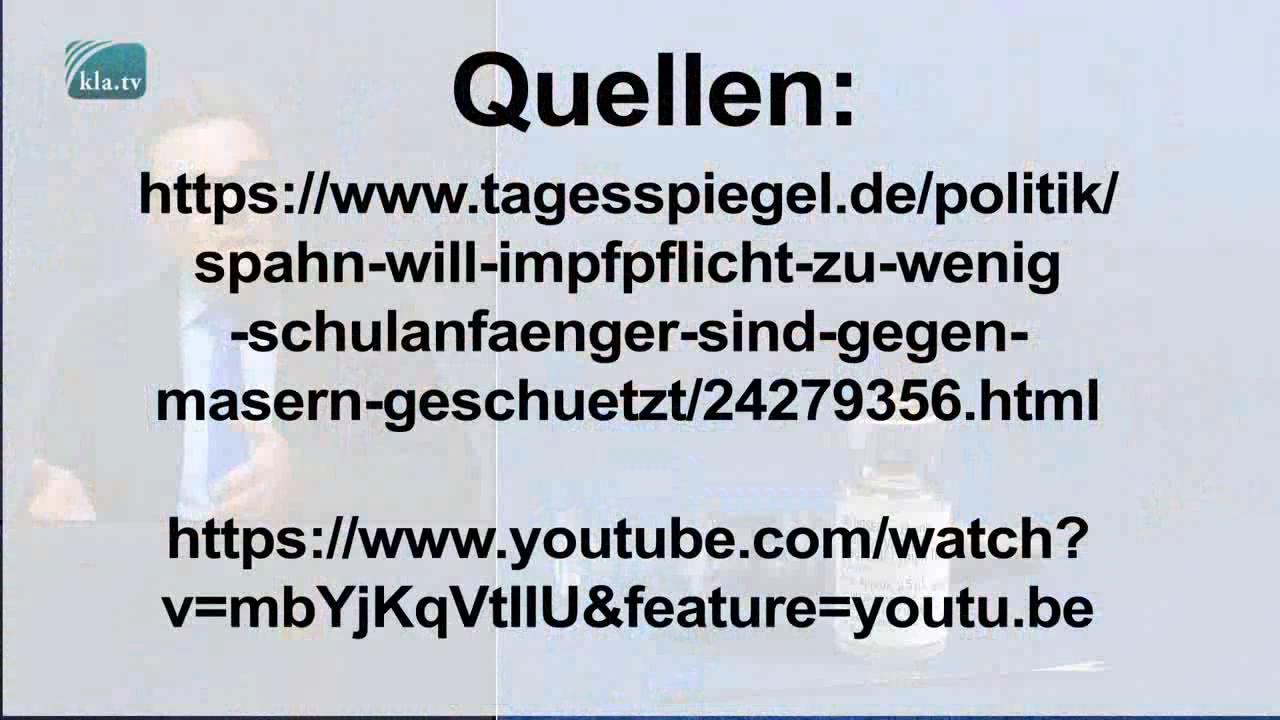 kla.tv
Quellen:
https://www.tagesspiegel.de/politik/
spahn-will-impfpflicht-zu-wenig
-schulanfaenger-sind-gegen-
masern-geschuetzt/24279356.html
https://www.youtube.com/watch?
v=mbYjKqVtIlU&feature=youtu.be